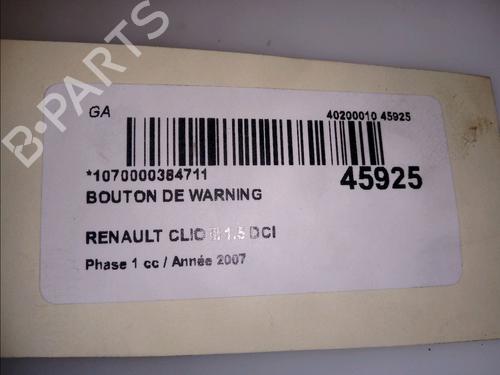 GA
40200010 45925
*1070000384711
45925
BOUTON DE WARNING
RENAULT CLIO III 1.5 DCI
Phase 1 cc / Année 2007
B-PARTS